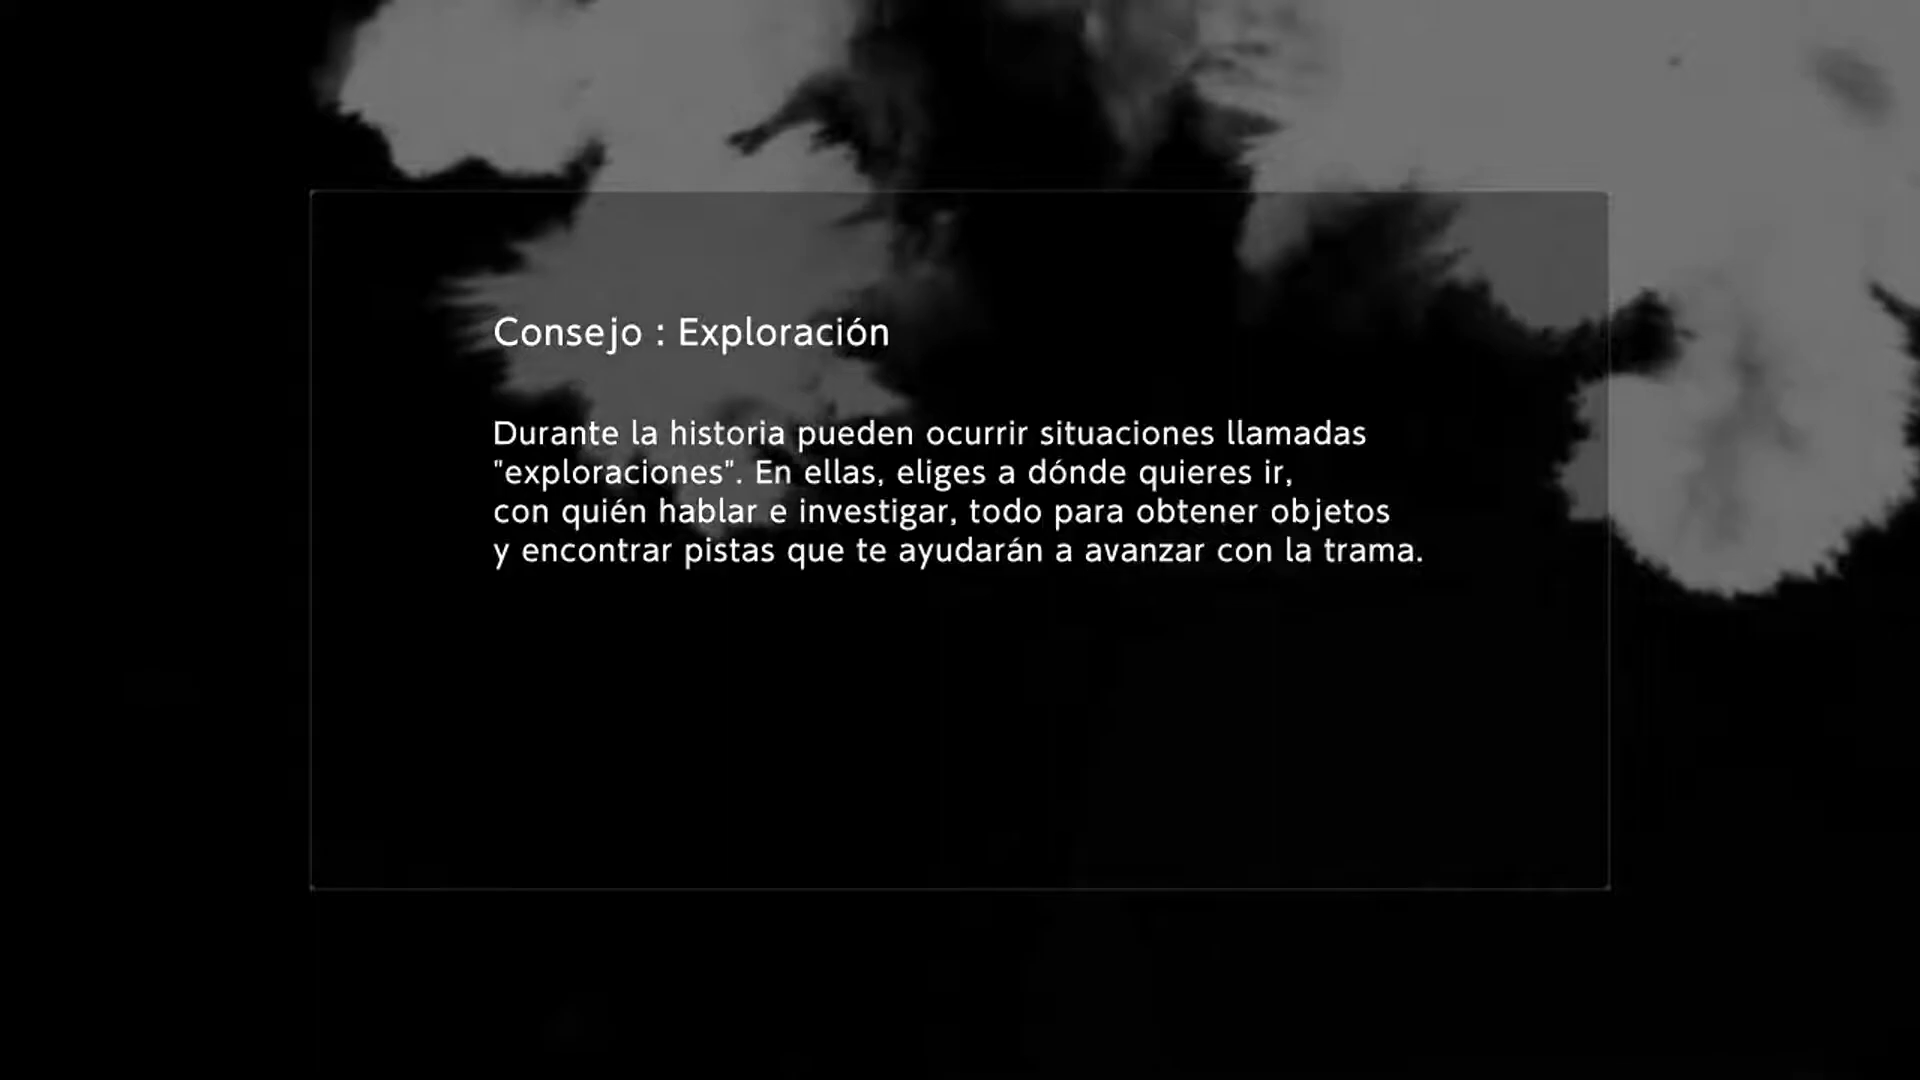 Consejo : Exploración
Durante la historia pueden ocurrir situaciones llamadas
"exploraciones". En ellas, eliges a dónde quieres ir,
con quién hablar e investigar, todo para obtener objetos
y encontrar pistas que te ayudarán a avanzar con la trama.